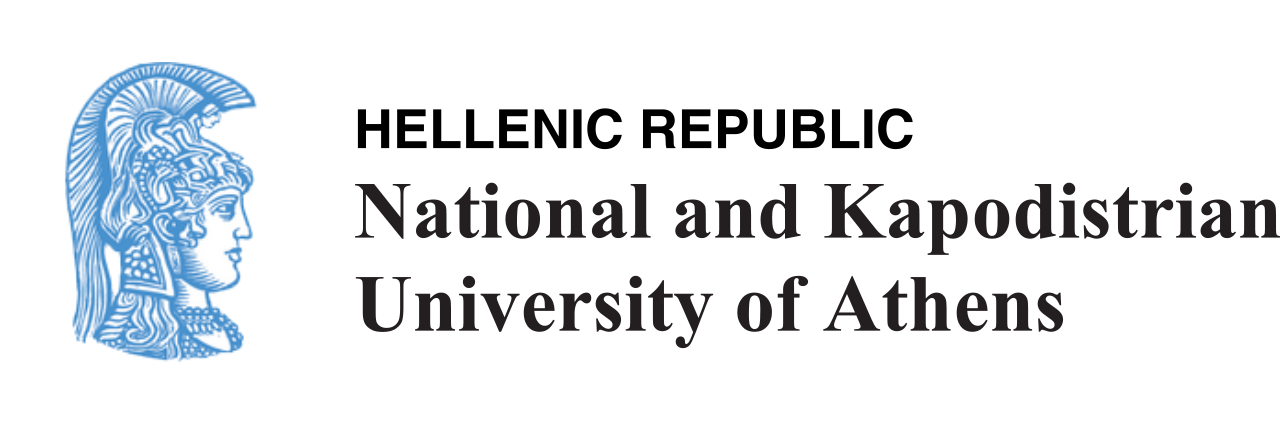 HELLENIC REPUBLIC
National and Kapodistrian
University of Athens